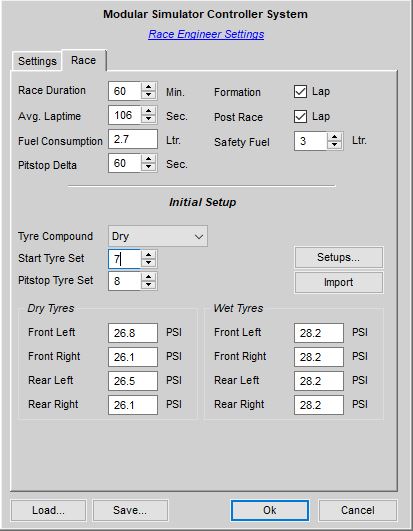 Modular Simulator Controller System
Race Engineer Settings
Settings Race
Race Duration 60 Min. Formation Lap
Avg. Laptime 106 Sec. Post Race Lap
Fuel Consumption 2.7 Ltr. Safety Fuel 3 Ltr.
Pitstop Delta 60 Sec.
Initial Setup
Tyre Compound Dry
Start Tyre Set 7 Setups...
Pitstop Tyre Set 8 Import
Dry Tyres Wet Tyres
Front Left 26.8 PSI Front Left 28.2 PSI
Front Right 26.1 PSI Front Right 28.2 PSI
Rear Left 26.5 PSI Rear Left 28.2 PSI
Rear Right 26.1 PSI Rear Right 28.2 PSI
Load... Save... Ok Cancel